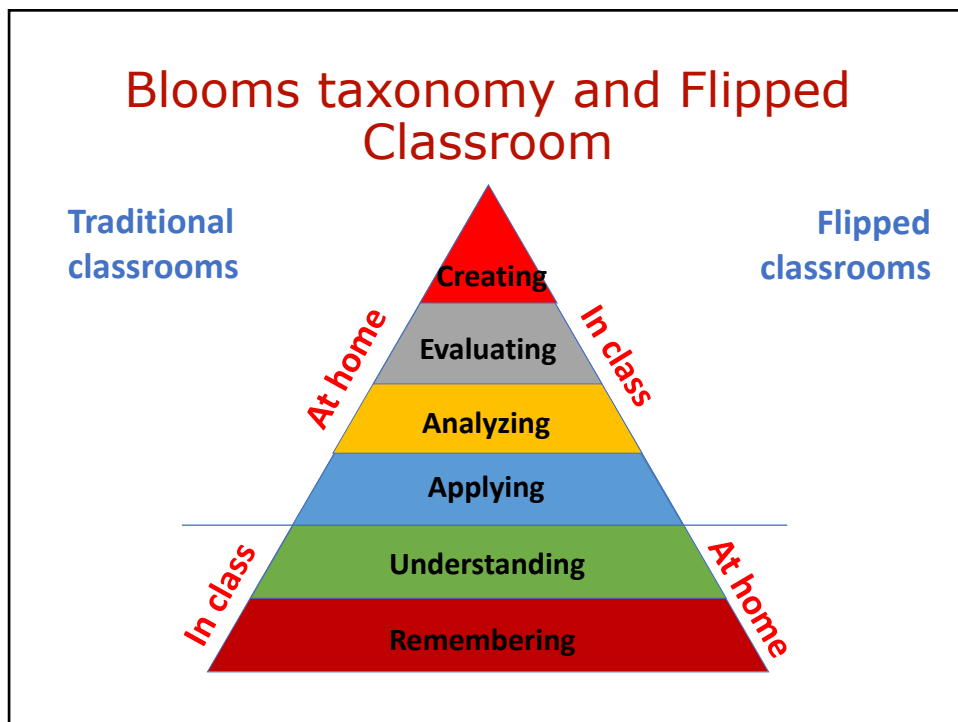 Blooms taxonomy and Flipped
Classroom
Traditional
classrooms
Flipped
classrooms
Creating
At home
Evaluating
In class
Analyzing
Applying
In class
Understanding
At home
Remembering